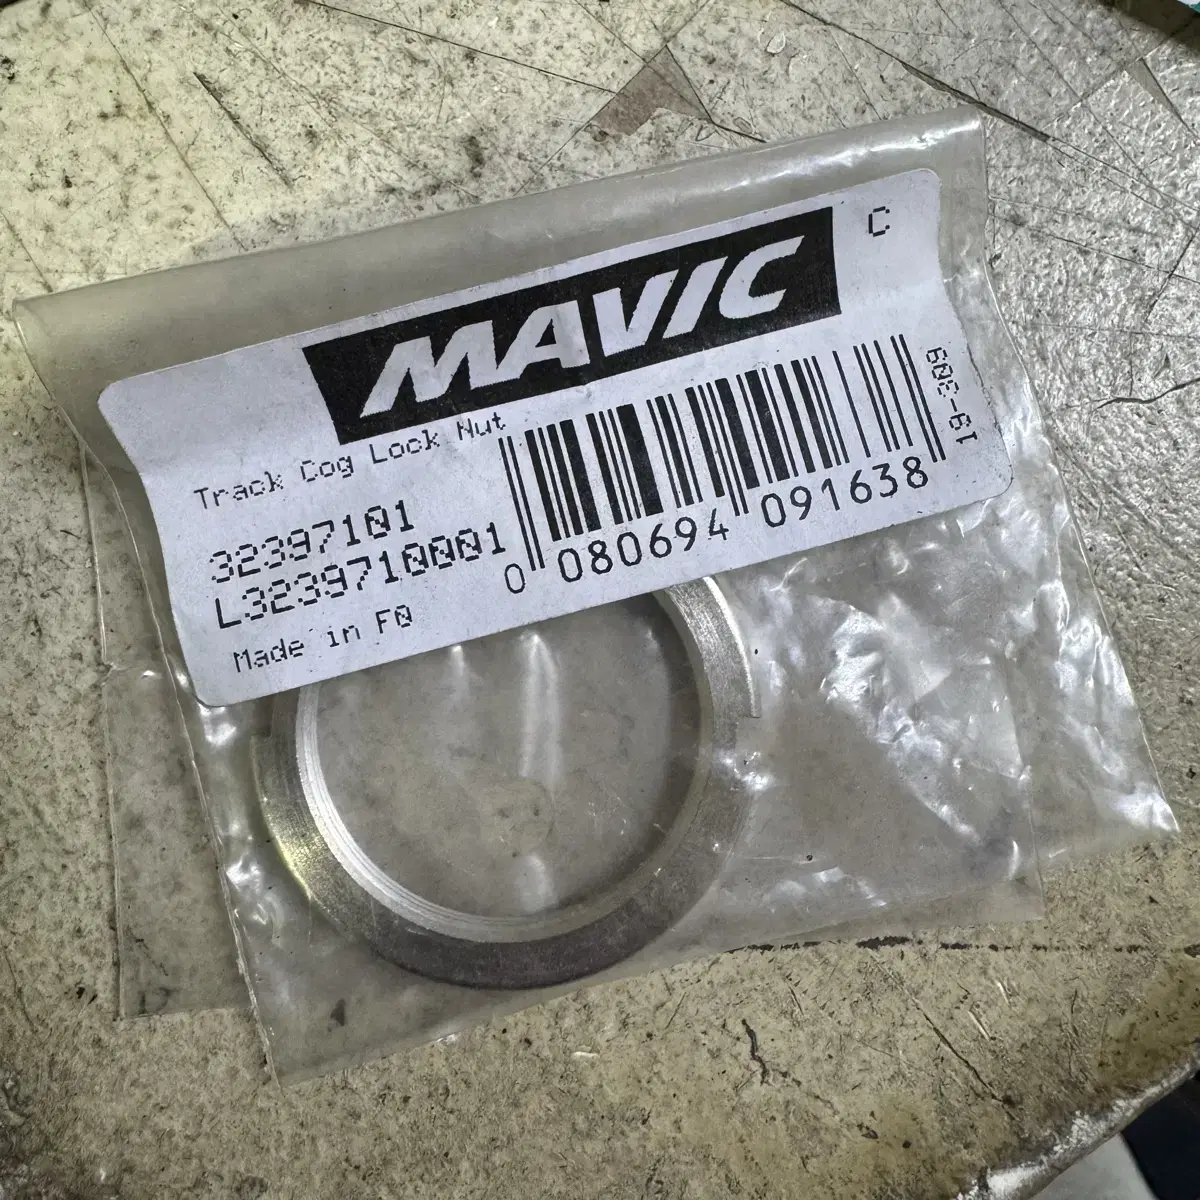 MAVIC
C
Track Cog Lock Nut
32397101
L3239710001
Made in F0
0 080694 091638
19-309